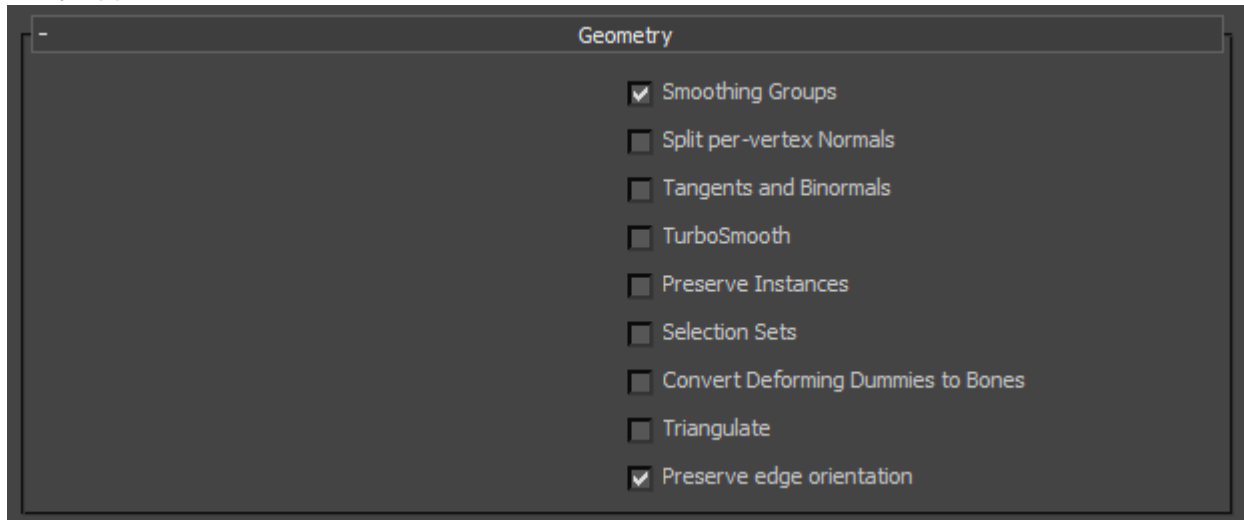 - Geometry
Smoothing Groups
Split per-vertex Normals
Tangents and Binormals
TurboSmooth
Preserve Instances
Selection Sets
Convert Deforming Dummies to Bones
Triangulate
Preserve edge orientation